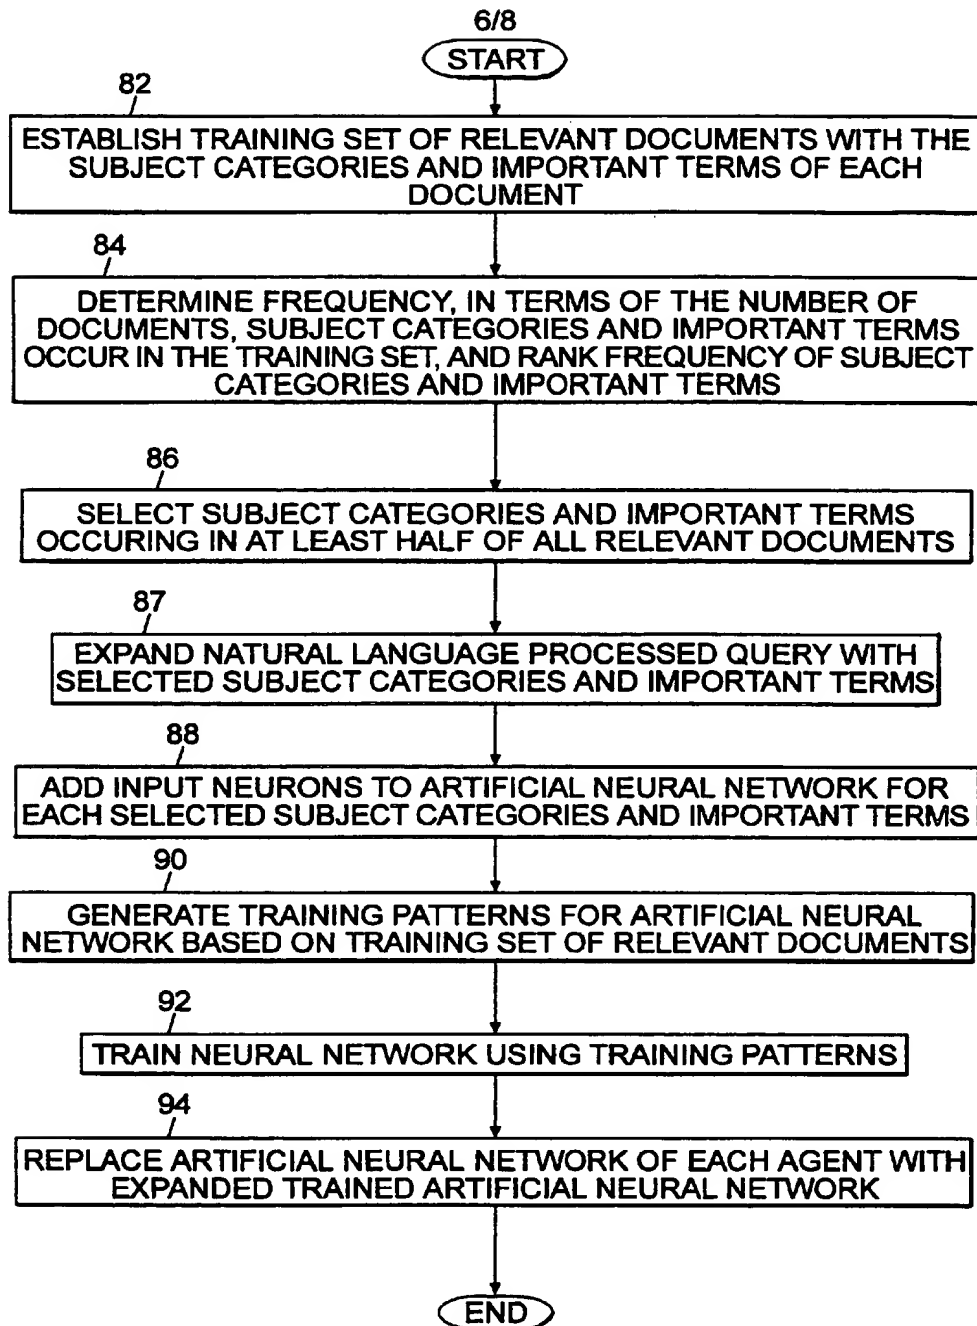 6/8
START
82
ESTABLISH TRAINING SET OF RELEVANT DOCUMENTS WITH THE
SUBJECT CATEGORIES AND IMPORTANT TERMS OF EACH
DOCUMENT
84
DETERMINE FREQUENCY, IN TERMS OF THE NUMBER OF
DOCUMENTS, SUBJECT CATEGORIES AND IMPORTANT TERMS
OCCUR IN THE TRAINING SET, AND RANK FREQUENCY OF SUBJECT
CATEGORIES AND IMPORTANT TERMS
86
SELECT SUBJECT CATEGORIES AND IMPORTANT TERMS
OCCURING IN AT LEAST HALF OF ALL RELEVANT DOCUMENTS
87
EXPAND NATURAL LANGUAGE PROCESSED QUERY WITH
SELECTED SUBJECT CATEGORIES AND IMPORTANT TERMS
88
ADD INPUT NEURONS TO ARTIFICIAL NEURAL NETWORK FOR
EACH SELECTED SUBJECT CATEGORIES AND IMPORTANT TERMS
90
GENERATE TRAINING PATTERNS FOR ARTIFICIAL NEURAL
NETWORK BASED ON TRAINING SET OF RELEVANT DOCUMENTS
92
TRAIN NEURAL NETWORK USING TRAINING PATTERNS
94
REPLACE ARTIFICIAL NEURAL NETWORK OF EACH AGENT WITH
EXPANDED TRAINED ARTIFICIAL NEURAL NETWORK
END